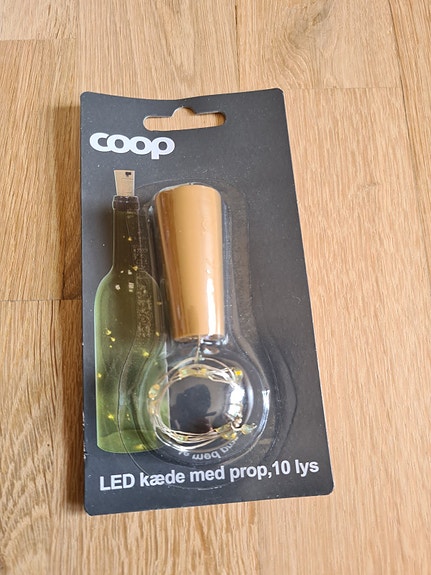 coop
LED kæde med prop,10 lys